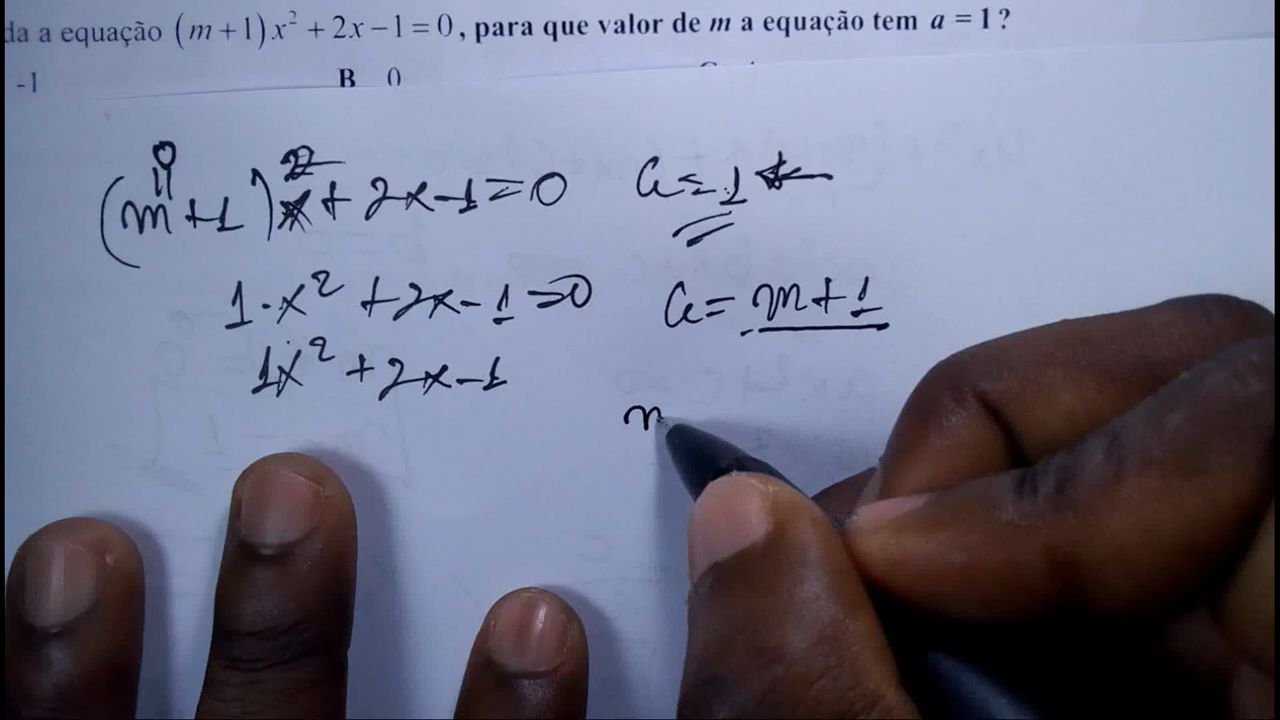 da a equação (m+1)x² + 2x − 1 = 0, para que valor de m a equação tem a = 1?
-1 B 0
(m+1)x² + 2x-1=0 a=1
0
1·x² +2x-1=0 a= m+1
1x² +2x-1
m